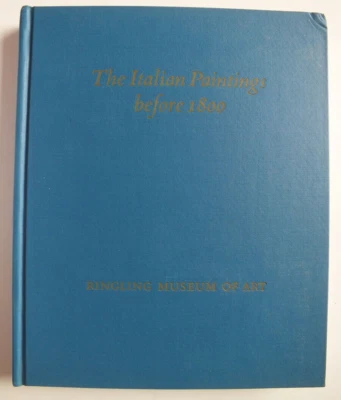 The Italian Paintings
before 1800
RINGLING MUSEUM OF ART